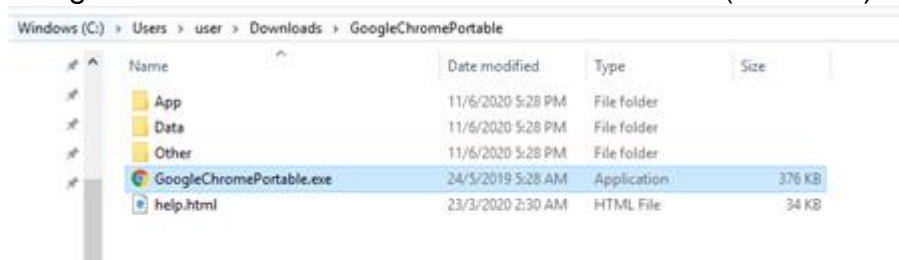 Windows (C:) › Users › user › Downloads › GoogleChromePortable
Name Date modified Type Size
App 11/6/2020 5:28 PM File folder
Data 11/6/2020 5:28 PM File folder
Other 11/6/2020 5:28 PM File folder
GoogleChromePortable.exe 24/5/2019 5:28 AM Application 376 KB
help.html 23/3/2020 2:30 AM HTML File 34 KB